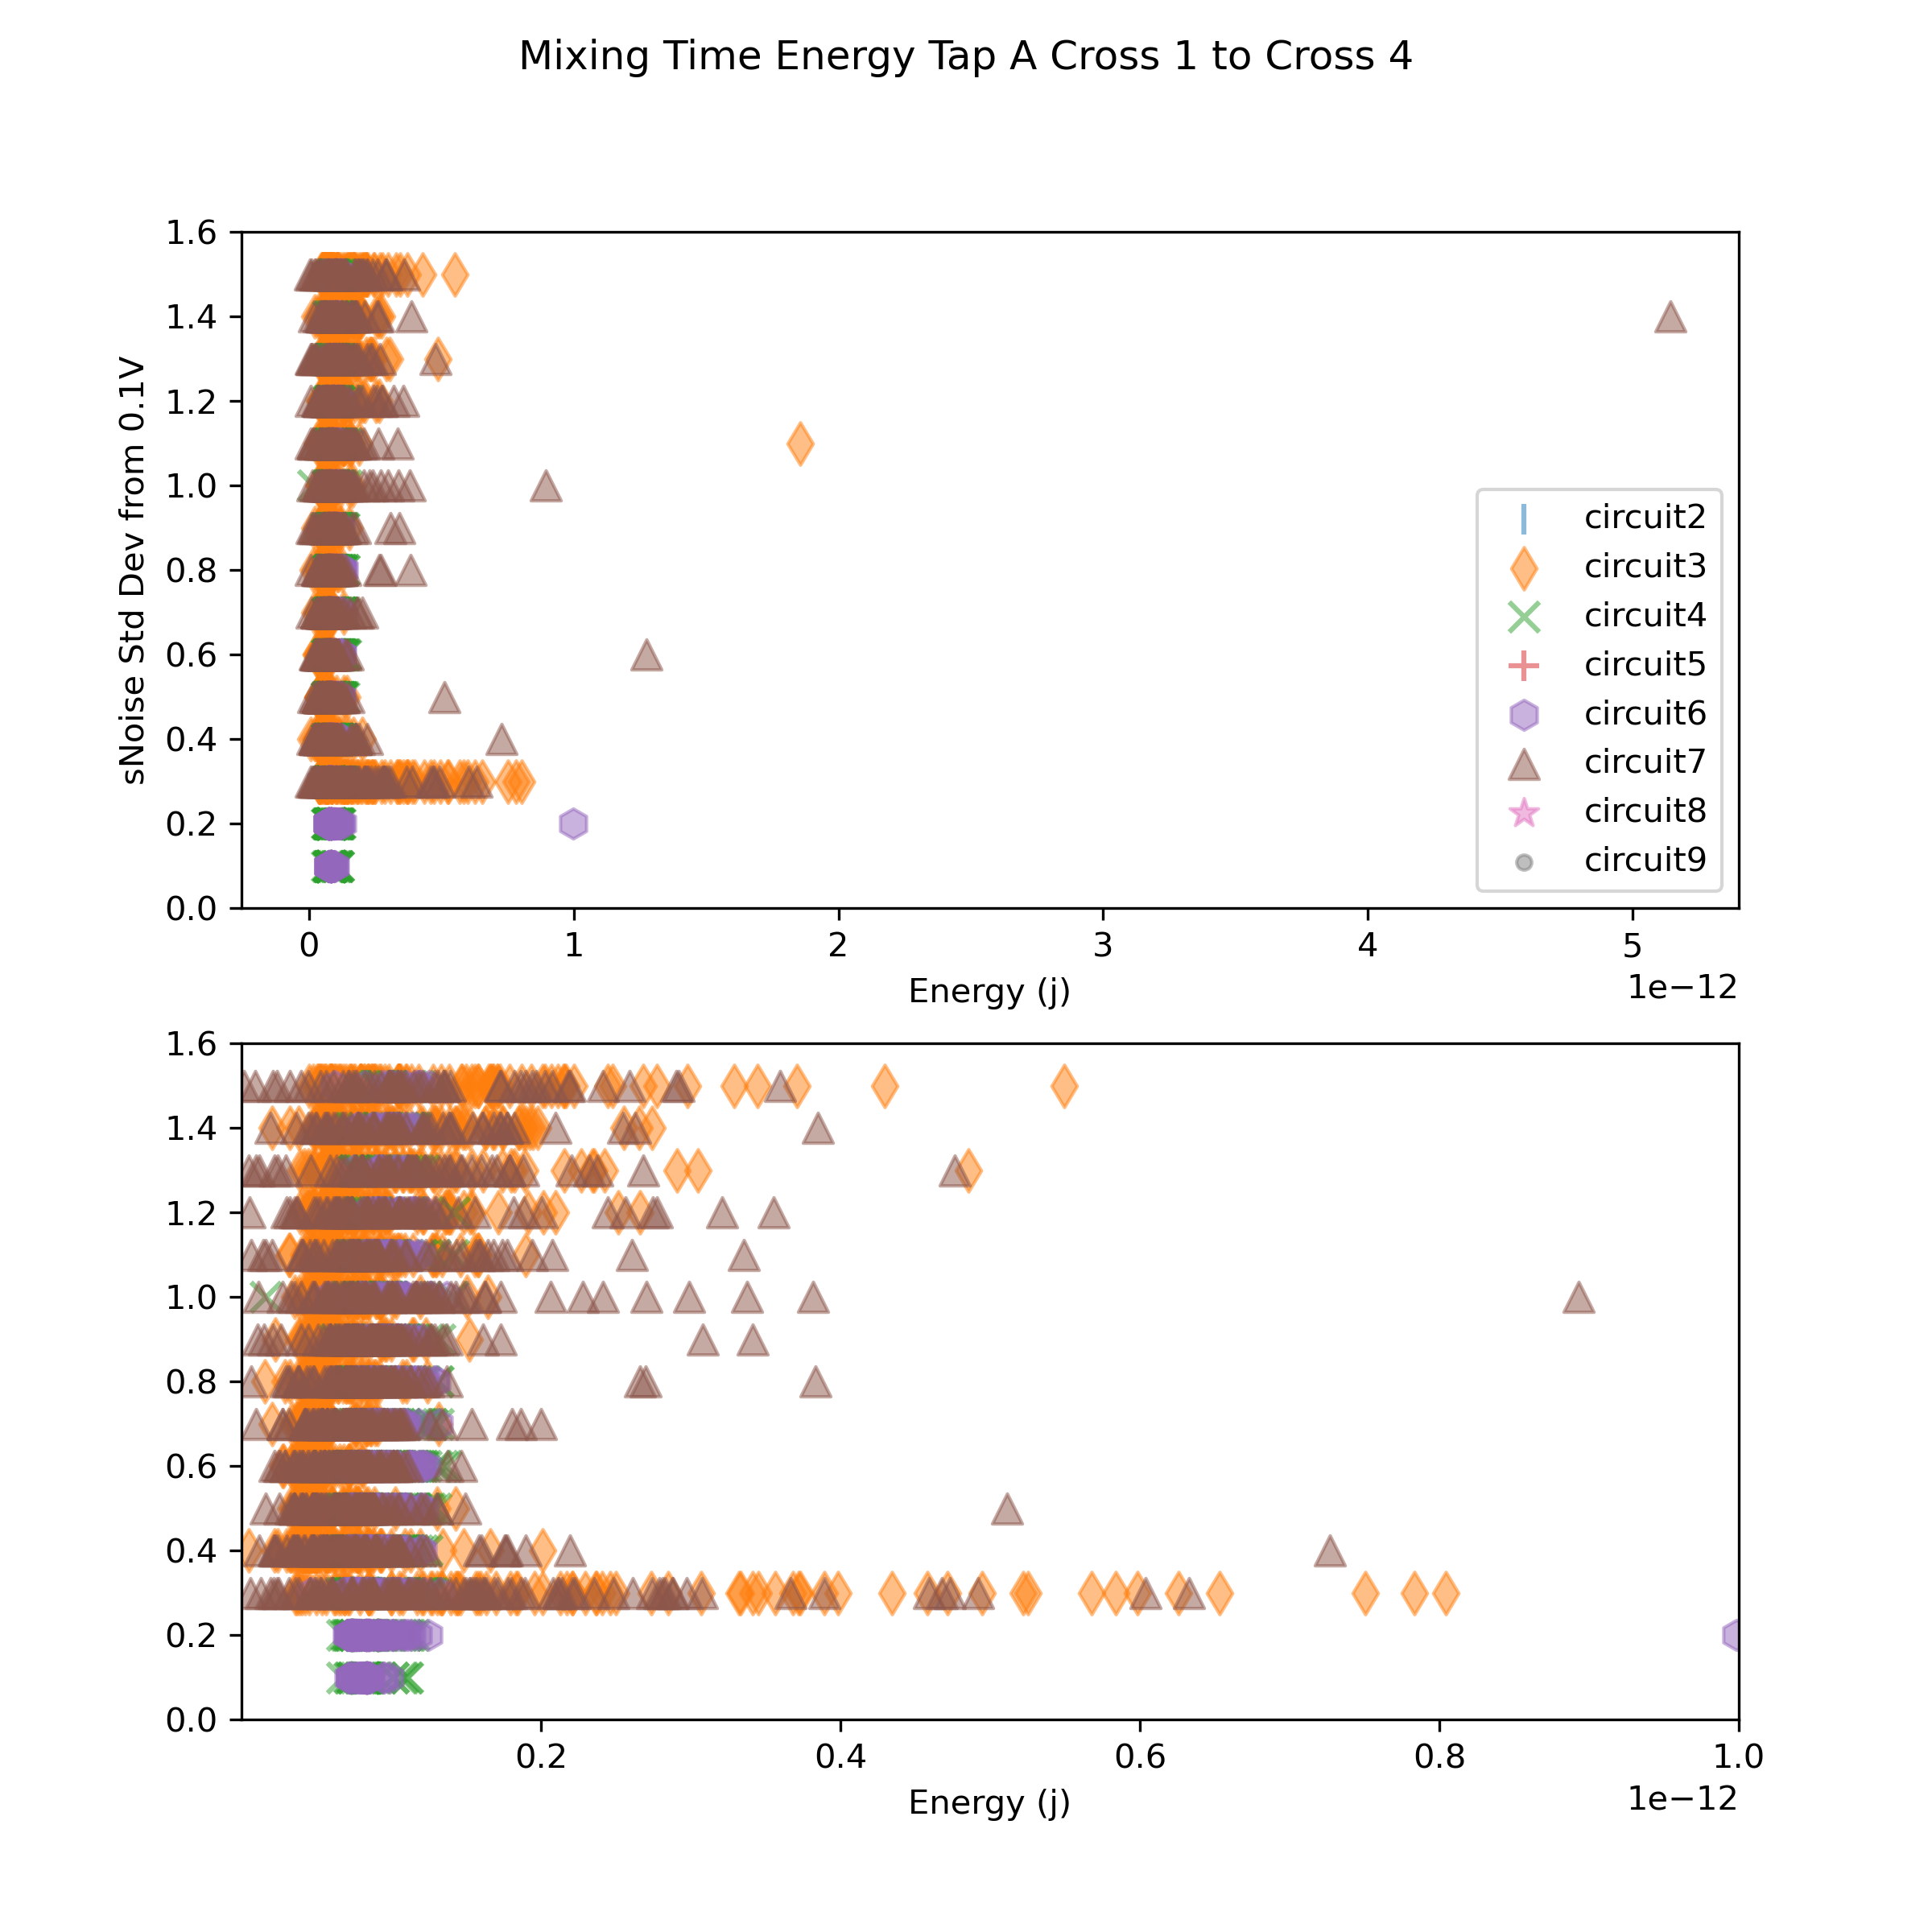 Mixing Time Energy Tap A Cross 1 to Cross 4
sNoise Std Dev from 0.1V
1.6
1.4
1.2
1.0
0.8
0.6
0.4
0.2
0.0
circuit2
circuit3
circuit4
circuit5
circuit6
circuit7
circuit8
circuit9
0 1 2 3 4 5
Energy (j)
1e−12
1.6
1.4
1.2
1.0
0.8
0.6
0.4
0.2
0.0
0.2 0.4 0.6 0.8 1.0
Energy (j)
1e−12